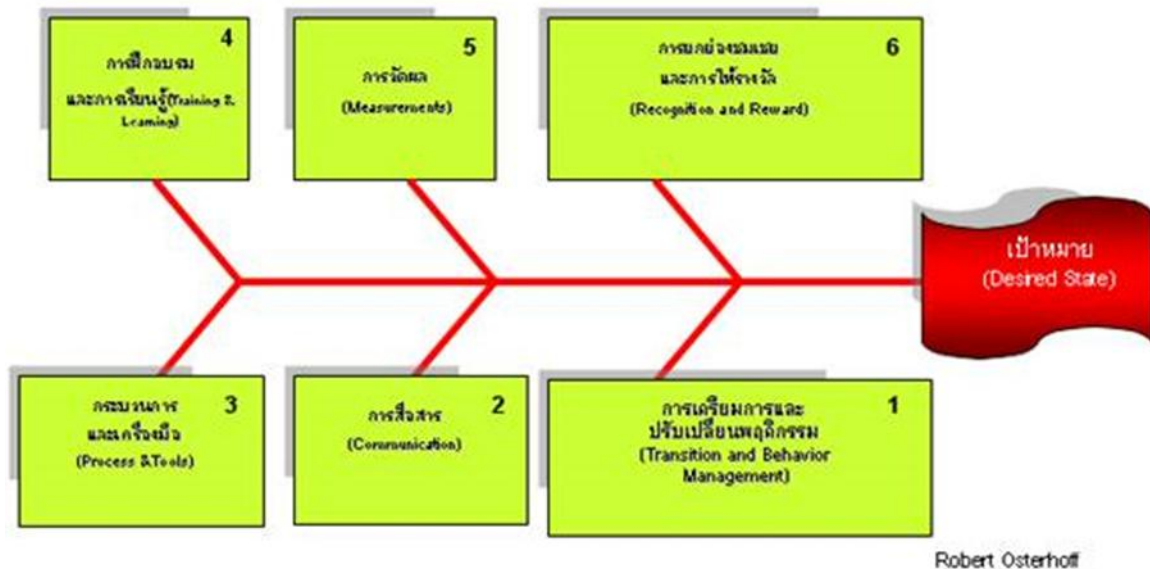 4
การฝึกอบรม
และการเรียนรู้(Training &
Learning)
5
การวัดผล
(Measurements)
6
การยกย่องชมเชย
และการให้รางวัล
(Recognition and Reward)
เป้าหมาย
(Desired State)
3
กระบวนการ
และเครื่องมือ
(Process &Tools)
2
การสื่อสาร
(Communication)
1
การเตรียมการและ
ปรับเปลี่ยนพฤติกรรม
(Transition and Behavior
Management)
Robert Osterhoff